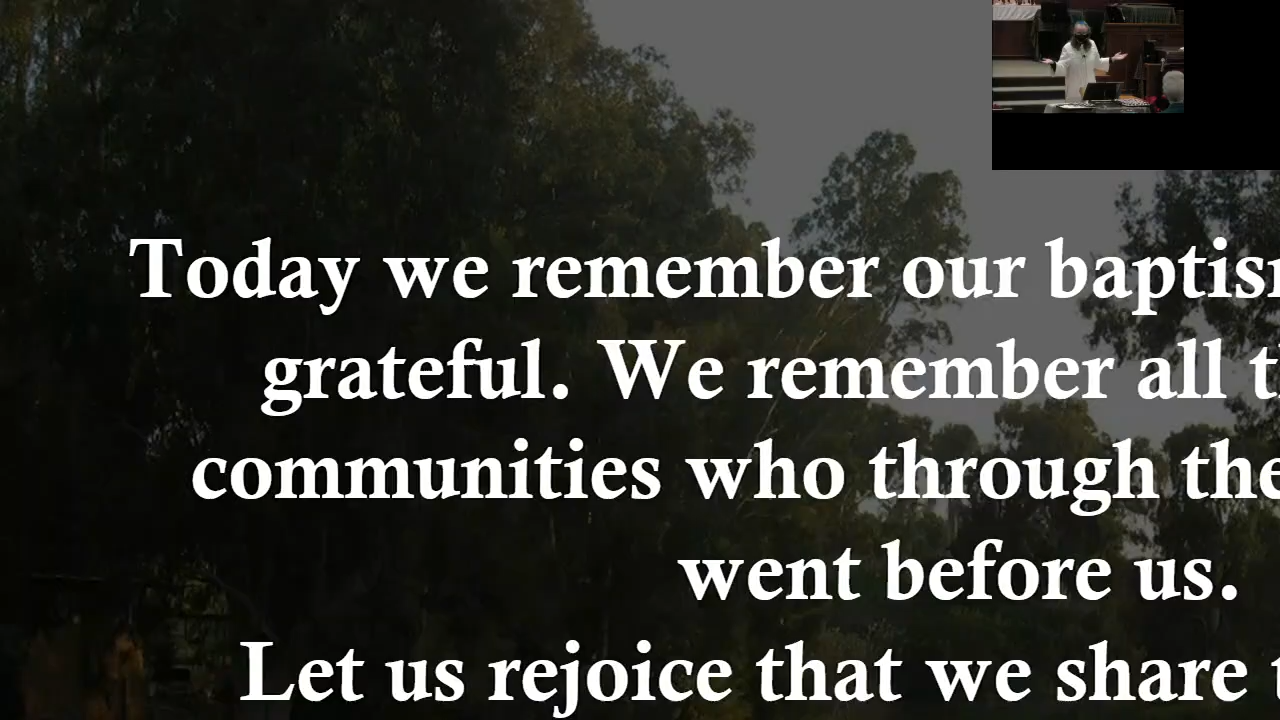 Today we remember our baptis
grateful. We remember all t
communities who through the
went before us.
Let us rejoice that we share t